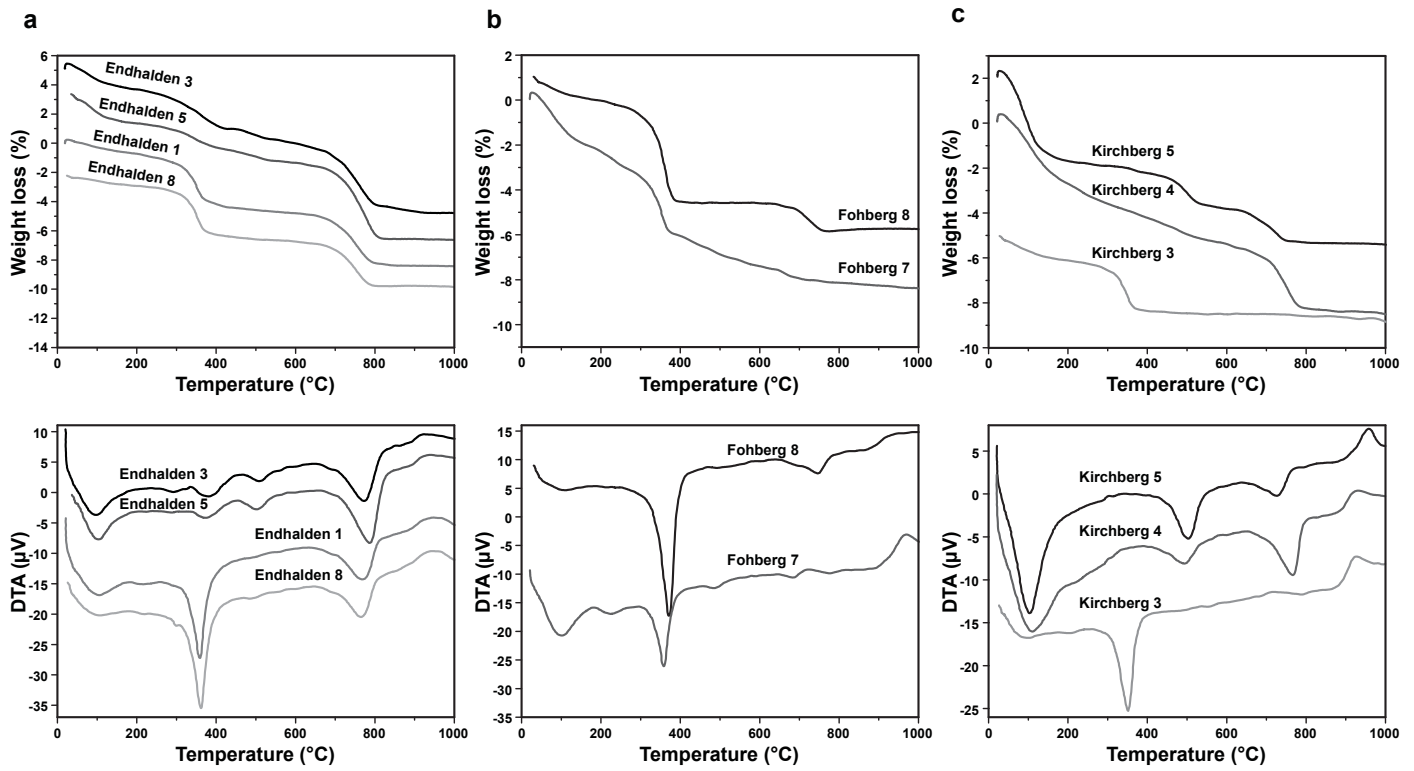 a
6
4
2
0
-2
-4
-6
-8
-10
-12
-14
Weight loss (%)
Endhalden 3
Endhalden 5
Endhalden 1
Endhalden 8
0 200 400 600 800 1000
Temperature (°C)
b
2
0
-2
-4
-6
-8
-10
Weight loss (%)
Fohberg 8
Fohberg 7
0 200 400 600 800 1000
Temperature (°C)
c
2
0
-2
-4
-6
-8
-10
Weight loss (%)
Kirchberg 5
Kirchberg 4
Kirchberg 3
0 200 400 600 800 1000
Temperature (°C)
10
5
0
-5
-10
-15
-20
-25
-30
-35
DTA (µV)
Endhalden 3
Endhalden 5
Endhalden 1
Endhalden 8
0 200 400 600 800 1000
Temperature (°C)
15
10
5
0
-5
-10
-15
-20
-25
-30
-35
DTA (µV)
Fohberg 8
Fohberg 7
0 200 400 600 800 1000
Temperature (°C)
5
0
-5
-10
-15
-20
-25
DTA (µV)
Kirchberg 5
Kirchberg 4
Kirchberg 3
0 200 400 600 800 1000
Temperature (°C)